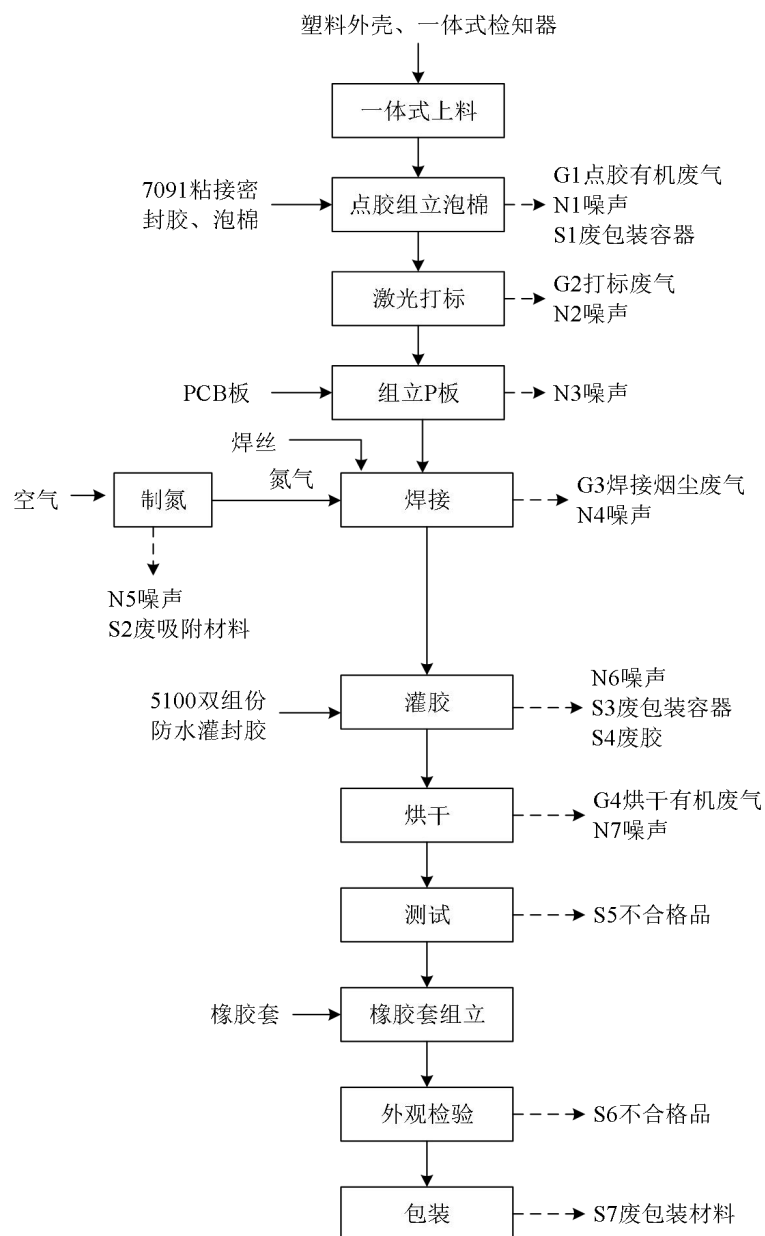 塑料外壳、一体式检知器
一体式上料
7091粘接密
封胶、泡棉
点胶组立泡棉
G1点胶有机废气
N1噪声
S1废包装容器
激光打标
G2打标废气
N2噪声
PCB板
组立P板
N3噪声
焊丝
空气
制氮
氮气
焊接
G3焊接烟尘废气
N4噪声
N5噪声
S2废吸附材料
5100双组份
防水灌封胶
灌胶
N6噪声
S3废包装容器
S4废胶
烘干
G4烘干有机废气
N7噪声
测试
S5不合格品
橡胶套
橡胶套组立
外观检验
S6不合格品
包装
S7废包装材料